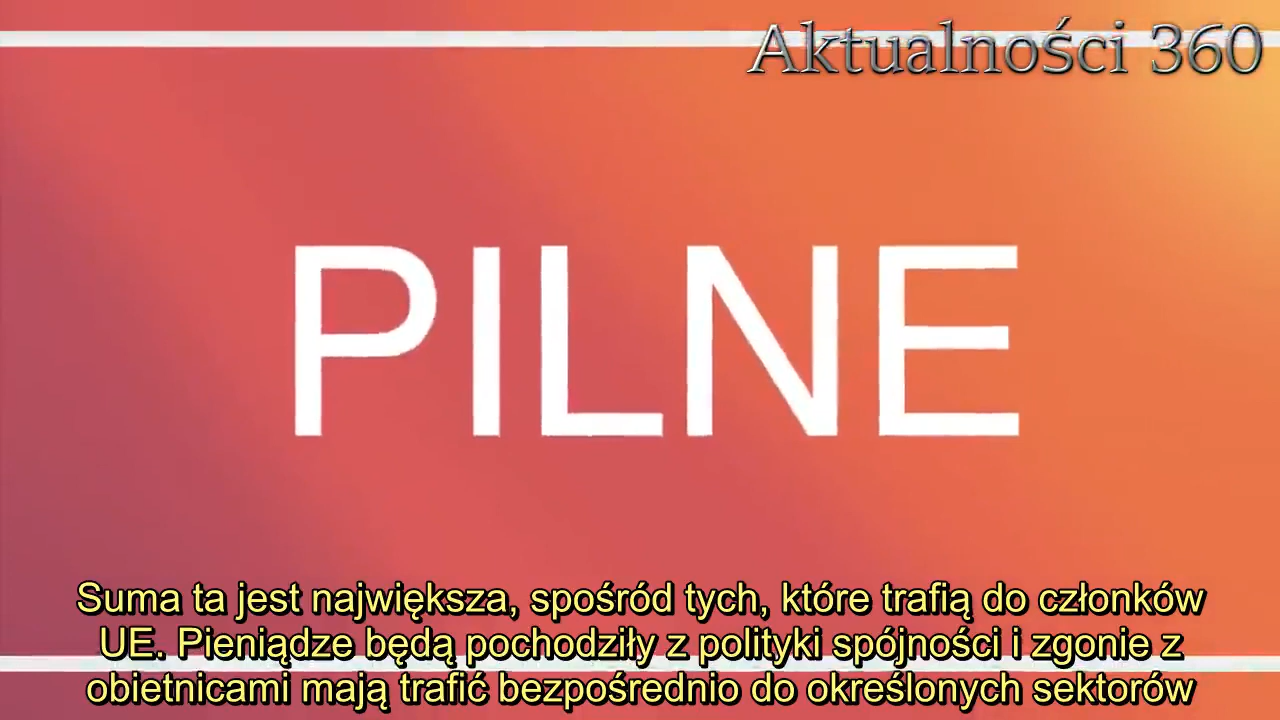 Aktualności 360
PILNE
Suma ta jest największa, spośród tych, które trafią do członków
UE. Pieniądze będą pochodziły z polityki spójności i zgonie z
obietnicami mają trafić bezpośrednio do określonych sektorów